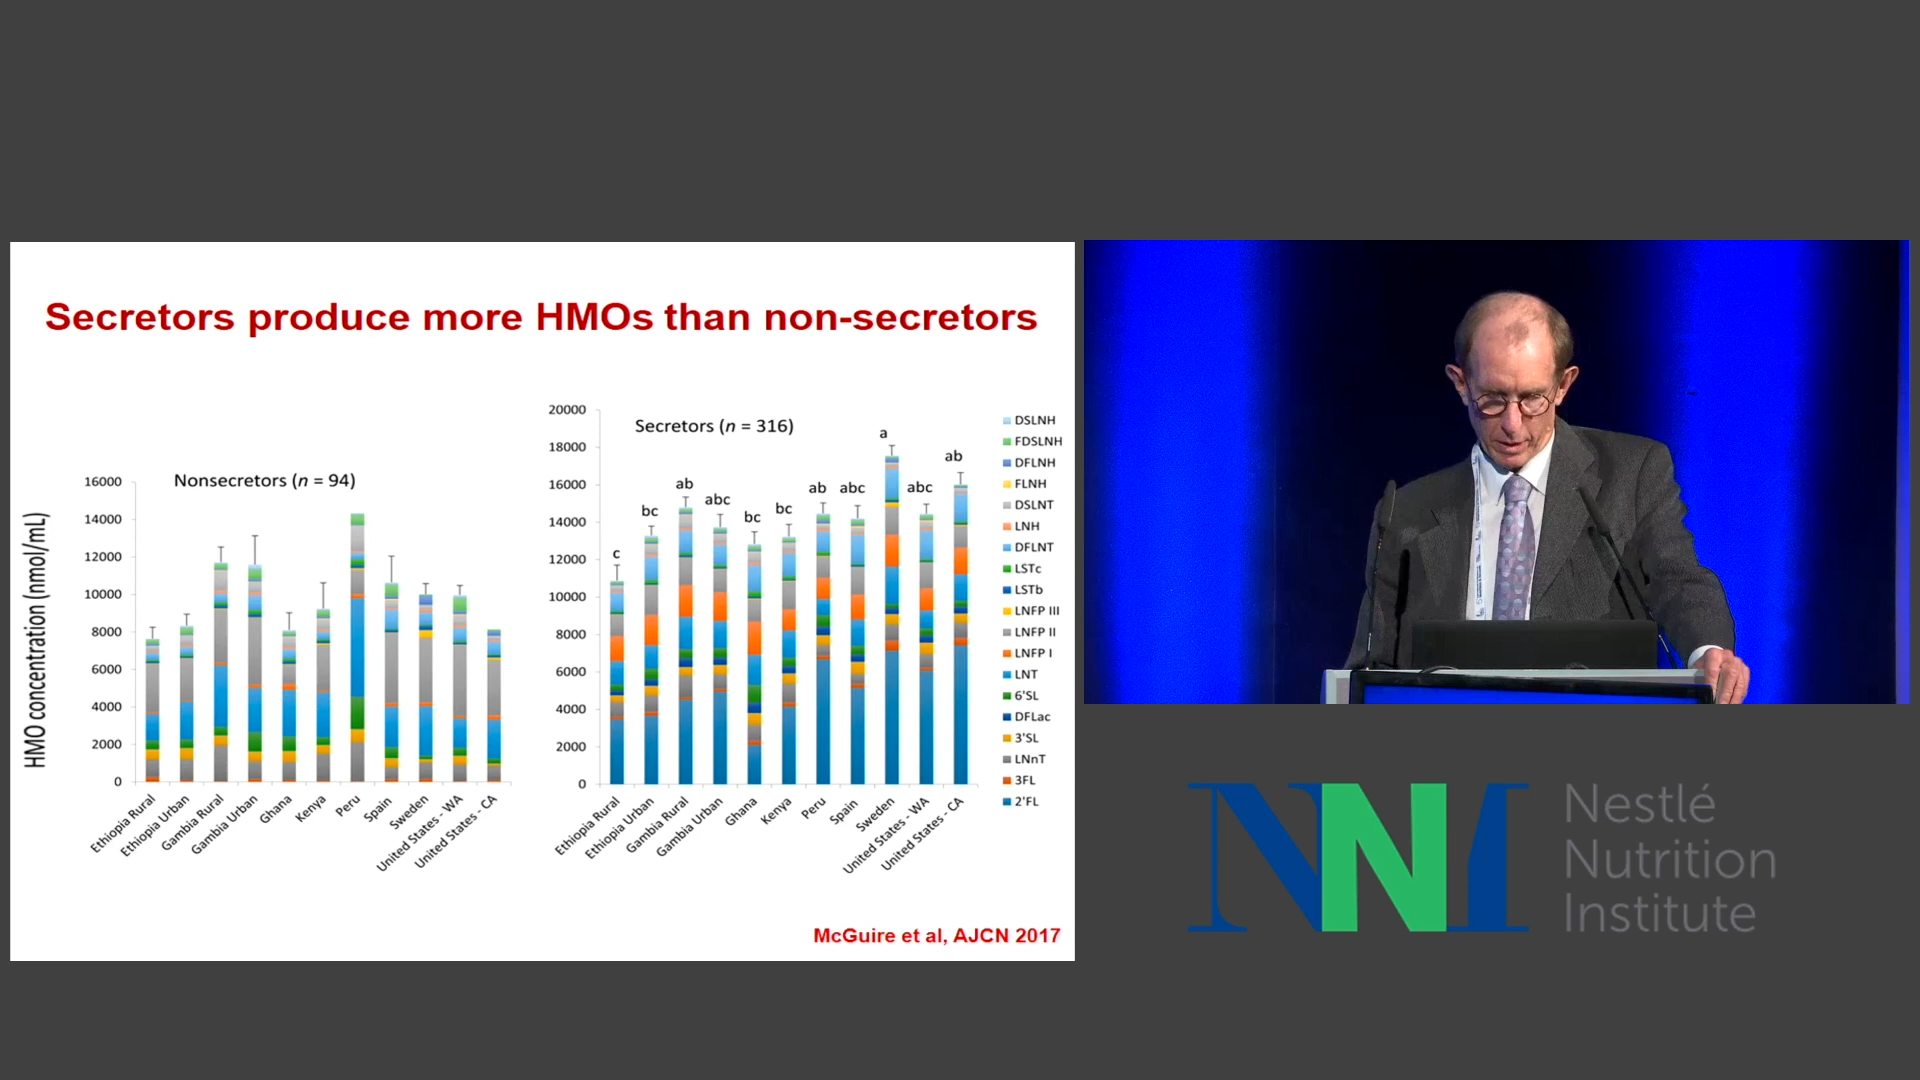 Secretors produce more HMOs than non-secretors
HMO concentration (nmol/mL)
Nonsecretors (n = 94)
16000
14000
12000
10000
8000
6000
4000
2000
0
Ethiopia Rural
Ethiopia Urban
Gambia Rural
Gambia Urban
Ghana
Kenya
Peru
Spain
Sweden
United States - WA
United States - CA
Secretors (n = 316)
20000
18000
16000
14000
12000
10000
8000
6000
4000
2000
0
c
bc
ab
abc
bc
bc
ab
abc
a
abc
ab
Ethiopia Rural
Ethiopia Urban
Gambia Rural
Gambia Urban
Ghana
Kenya
Peru
Spain
Sweden
United States - WA
United States - CA
DSLNH
FDSLNH
DFLNH
FLNH
DSLNT
LNH
DFLNT
LSTc
LSTb
LNFP III
LNFP II
LNFP I
LNT
6'SL
DFLac
3'SL
LNnT
3FL
2'FL
McGuire et al, AJCN 2017
NNI
Nestlé
Nutrition
Institute